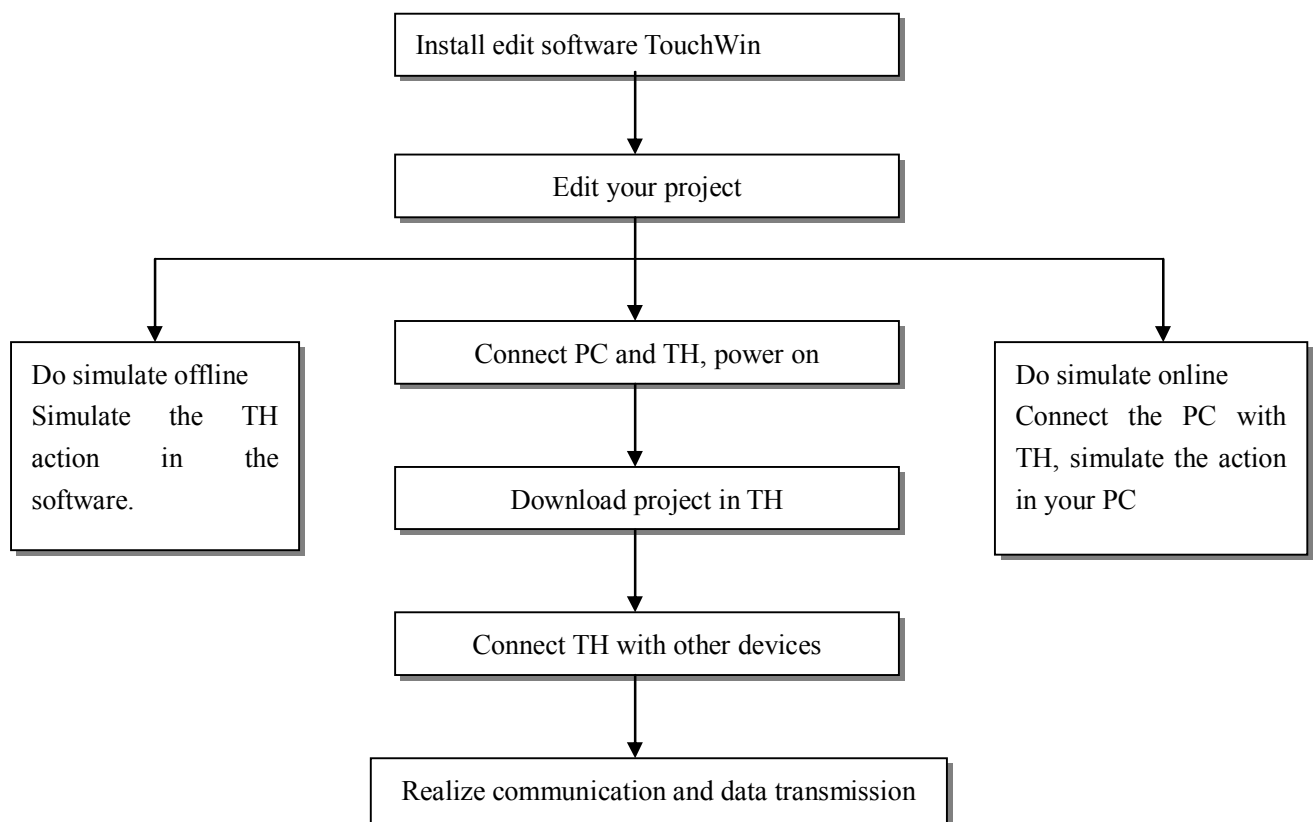 Install edit software TouchWin
Edit your project
Do simulate offline
Simulate the TH
action in the
software.
Connect PC and TH, power on
Do simulate online
Connect the PC with
TH, simulate the action
in your PC
Download project in TH
Connect TH with other devices
Realize communication and data transmission